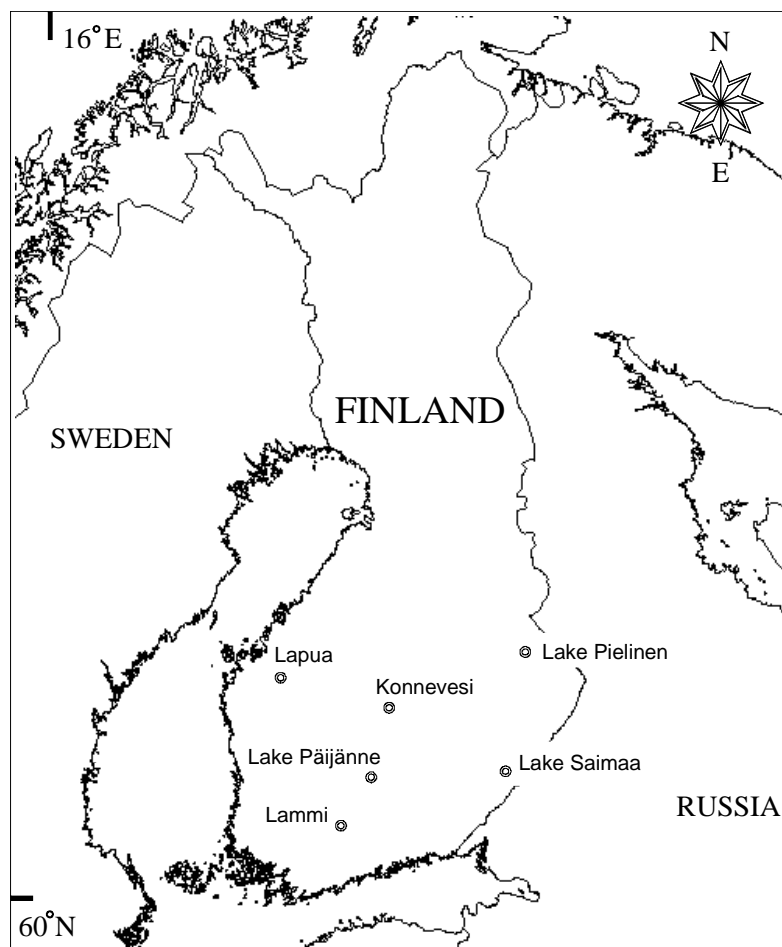 16°E
N
E
FINLAND
SWEDEN
Lapua
Lake Pielinen
Konnevesi
Lake Päijänne
Lake Saimaa
Lammi
RUSSIA
60°N